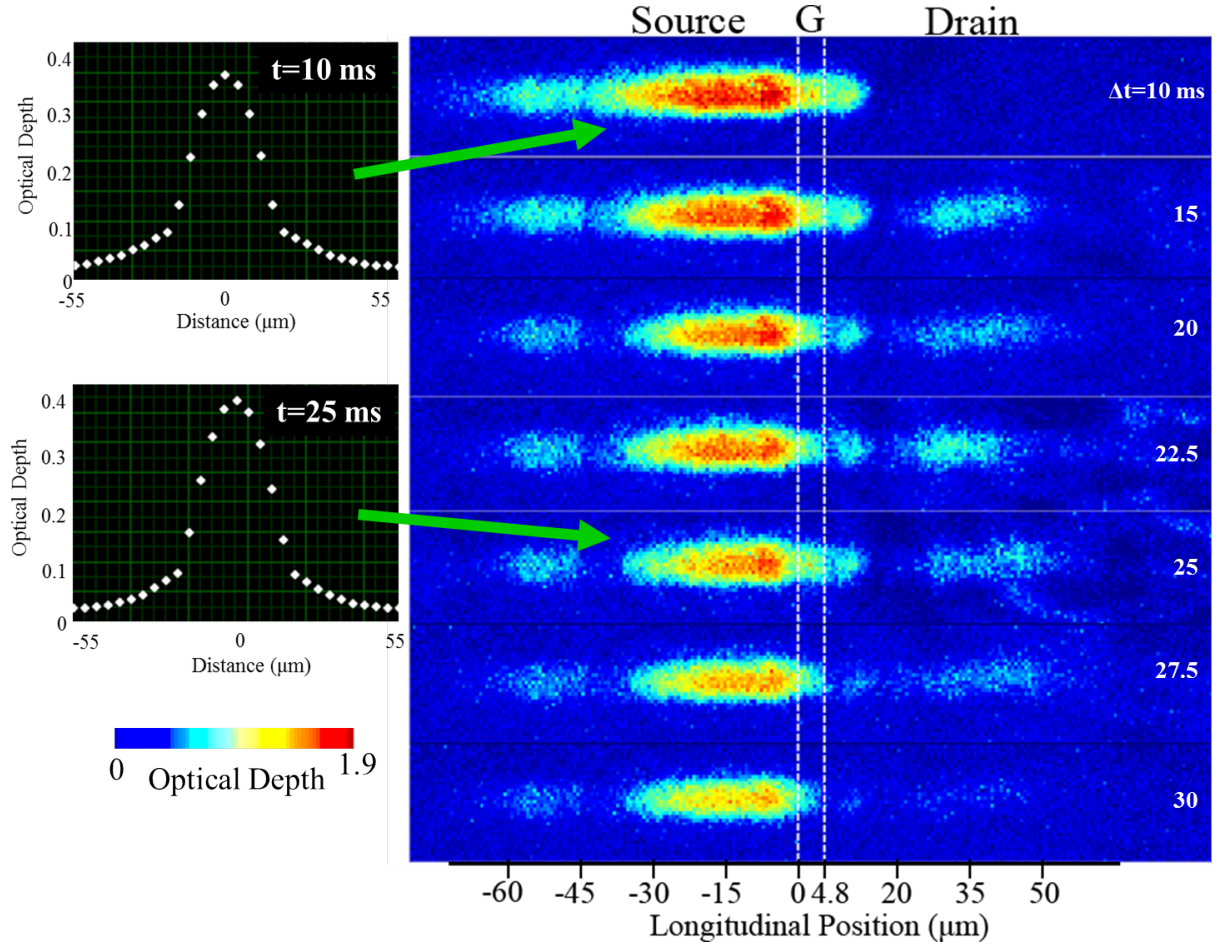 Source G Drain
0.4
0.3
0.2
0.1
0
Optical Depth
t=10 ms
-55 0 55
Distance (μm)
Δt=10 ms
15
20
22.5
25
27.5
30
0.4
0.3
0.2
0.1
0
Optical Depth
t=25 ms
-55 0 55
Distance (μm)
0 Optical Depth 1.9
-60 -45 -30 -15 0 4.8 20 35 50
Longitudinal Position (μm)